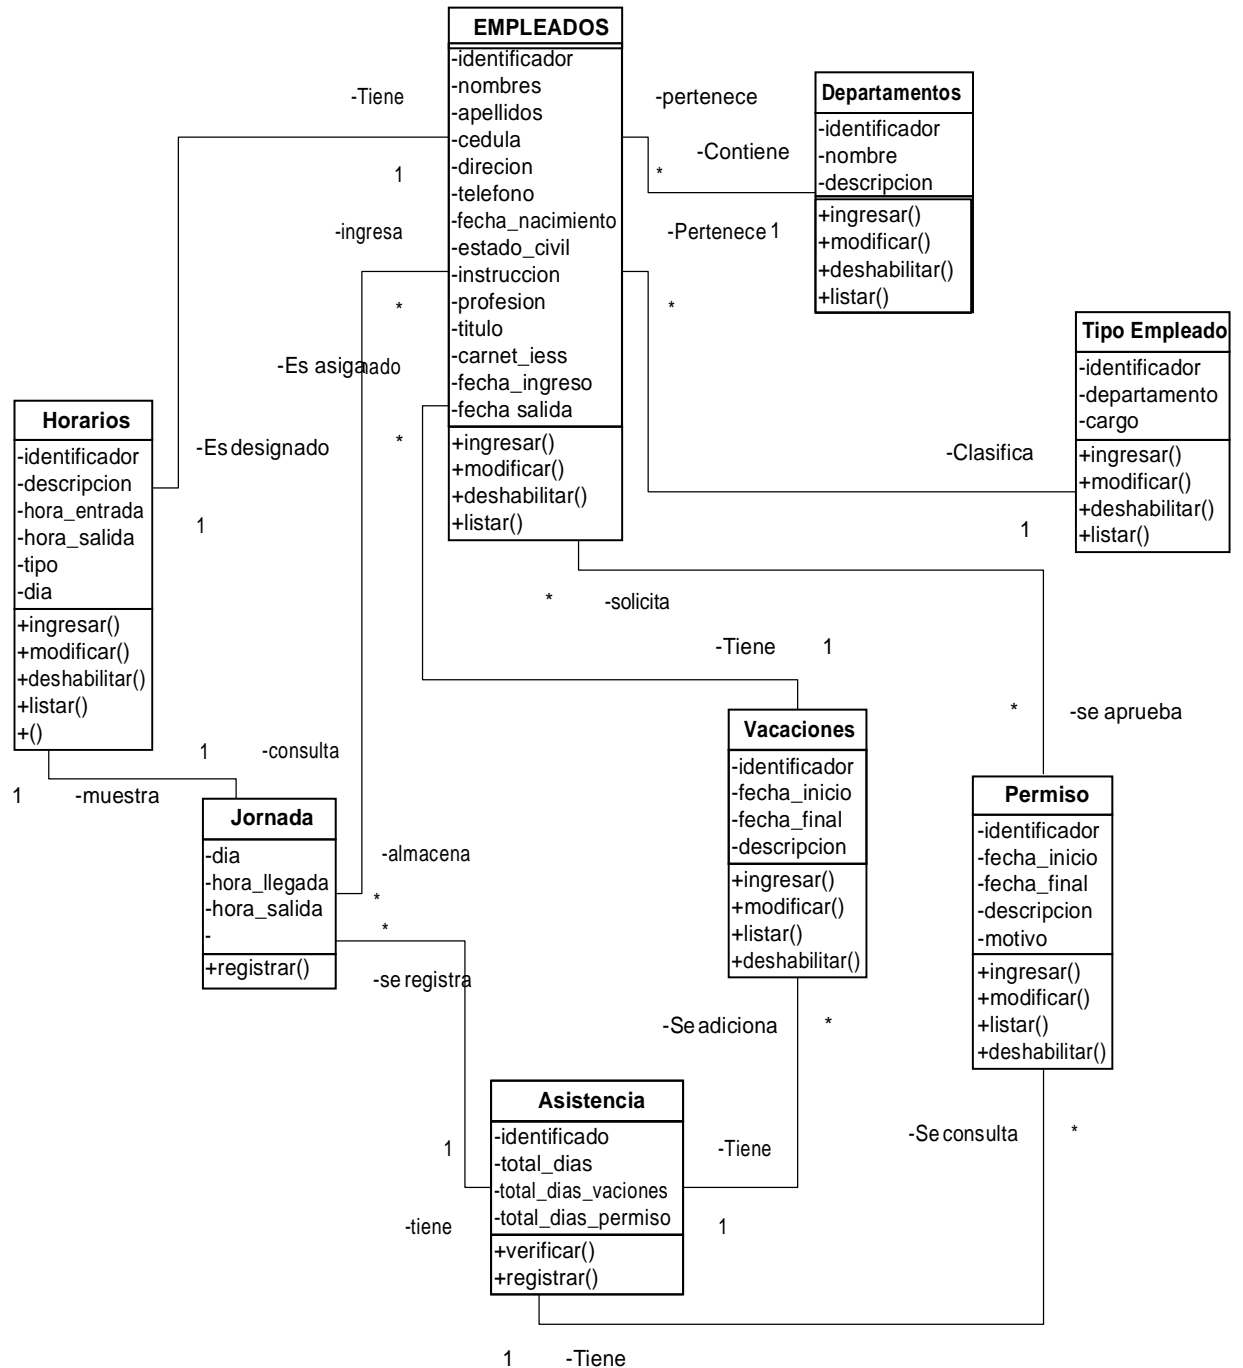 EMPLEADOS
-identificador
-nombres
-apellidos
-cedula
-direcion
-telefono
-fecha_nacimiento
-estado_civil
-instruccion
-profesion
-titulo
-carnet_iess
-fecha_ingreso
-fecha salida
+ingresar()
+modificar()
+deshabilitar()
+listar()
-Tiene
1
-ingresa
*
-Es asignado
*
-pertenece
-Contiene
*
-Pertenece 1
*
Departamentos
-identificador
-nombre
-descripcion
+ingresar()
+modificar()
+deshabilitar()
+listar()
Tipo Empleado
-identificador
-departamento
-cargo
+ingresar()
+modificar()
+deshabilitar()
+listar()
-Clasifica
1
Horarios
-identificador
-descripcion
-hora_entrada
-hora_salida
-tipo
-dia
+ingresar()
+modificar()
+deshabilitar()
+listar()
+()
-Es designado
1
* -solicita
-Tiene 1
* -se aprueba
1 -consulta
1 -muestra
Jornada
-dia
-hora_llegada
-hora_salida
-
+registrar()
-almacena
*
*
-se registra
Vacaciones
-identificador
-fecha_inicio
-fecha_final
-descripcion
+ingresar()
+modificar()
+listar()
+deshabilitar()
Permiso
-identificador
-fecha_inicio
-fecha_final
-descripcion
-motivo
+ingresar()
+modificar()
+listar()
+deshabilitar()
-Se adiciona *
Asistencia
-identificado
-total_dias
-total_dias_vaciones
-total_dias_permiso
+verificar()
+registrar()
1
-tiene
-Tiene
1
-Se consulta *
1 -Tiene